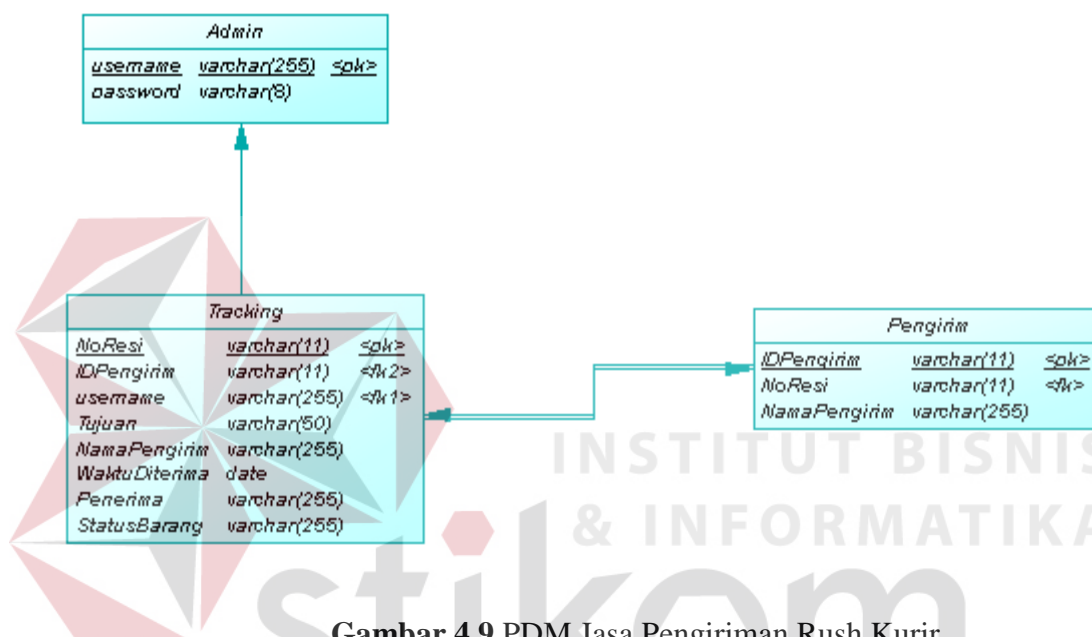 Admin
username varchar(255) <pk>
password varchar(8)
Tracking
NoResi varchar(11) <pk>
IDPengirim varchar(11) <fk2>
username varchar(255) <fk1>
Tujuan varchar(50)
NamaPengirim varchar(255)
WaktuDiterima date
Penerima varchar(255)
StatusBarang varchar(255)
Pengirim
IDPengirim varchar(11) <pk>
NoResi varchar(11) <fk>
NamaPengirim varchar(255)
INSTITUT BISNIS
& INFORMATIKA
stikom
Gambar 4.9 PDM Jasa Pengiriman Rush Kurir